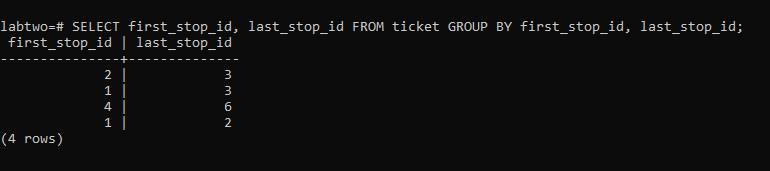 labtwo=# SELECT first_stop_id, last_stop_id FROM ticket GROUP BY first_stop_id, last_stop_id;
 first_stop_id | last_stop_id
---------------+--------------
             2 |            3
             1 |            3
             4 |            6
             1 |            2
(4 rows)